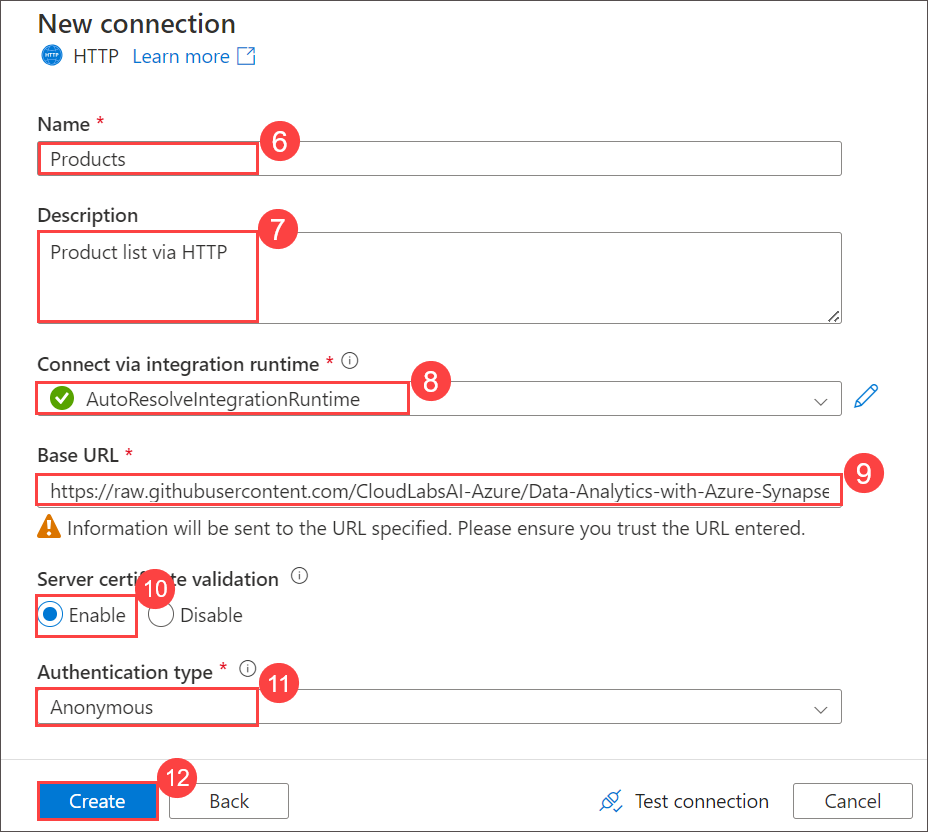 New connection
HTTP HTTP Learn more
Name *
6
Products
Description
7
Product list via HTTP
Connect via integration runtime *
8
AutoResolveIntegrationRuntime
Base URL *
9
https://raw.githubusercontent.com/CloudLabsAI-Azure/Data-Analytics-with-Azure-Synapse
Information will be sent to the URL specified. Please ensure you trust the URL entered.
Server certif te validation
10
Enable Disable
Authentication type *
11
Anonymous
12
Create Back Test connection Cancel